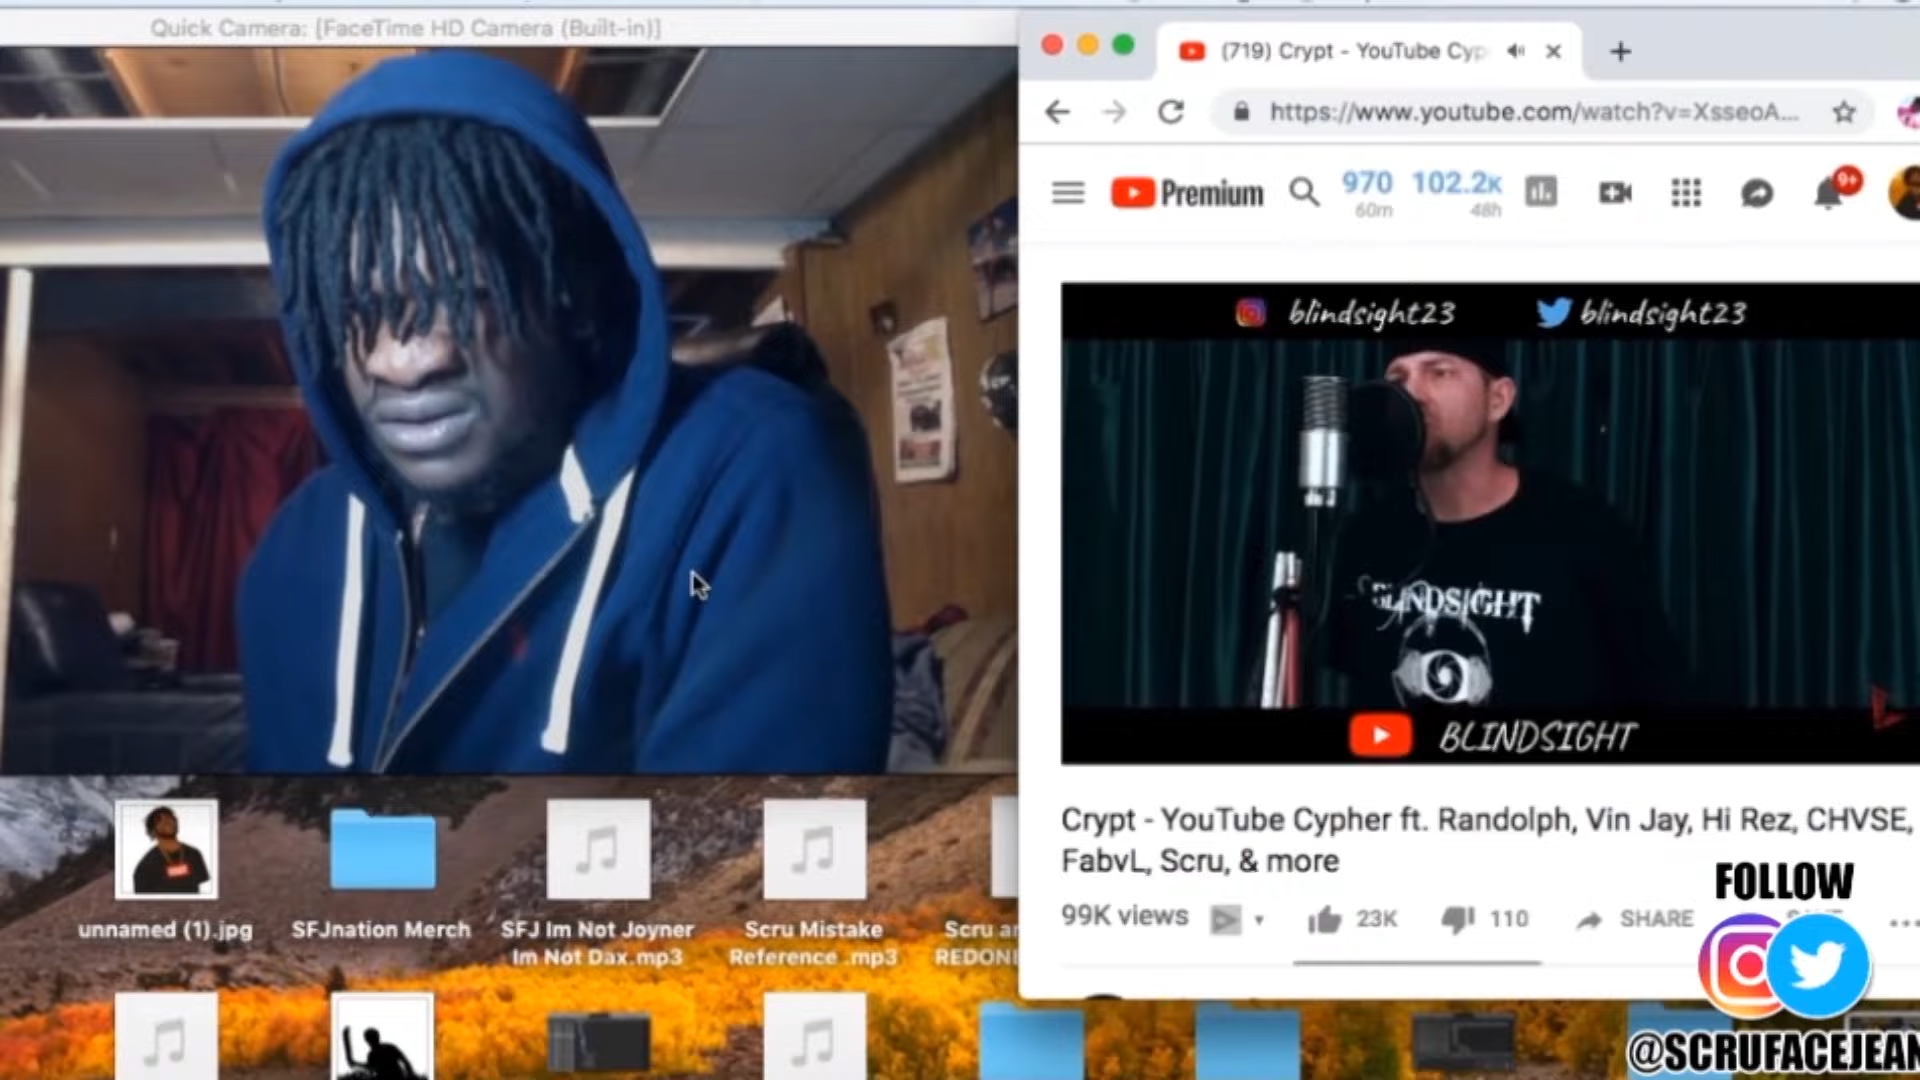 Quick Camera: [FaceTime HD Camera (Built-in)]
(719) Crypt - YouTube Cyp
https://www.youtube.com/watch?v=XsseoA...
Premium
970
60m
102.2K
48h
9+
blindsight23
blindsight23
BLINDSIGHT
BLINDSIGHT
Crypt - YouTube Cypher ft. Randolph, Vin Jay, Hi Rez, CHVSE,
FabvL, Scru, & more
99K views
23K
110
SHARE
FOLLOW
@SCRUFACEJEAN
unnamed (1).jpg
SFJnation Merch
SFJ Im Not Joyner
Im Not Dax.mp3
Scru Mistake
Reference .mp3
Scru